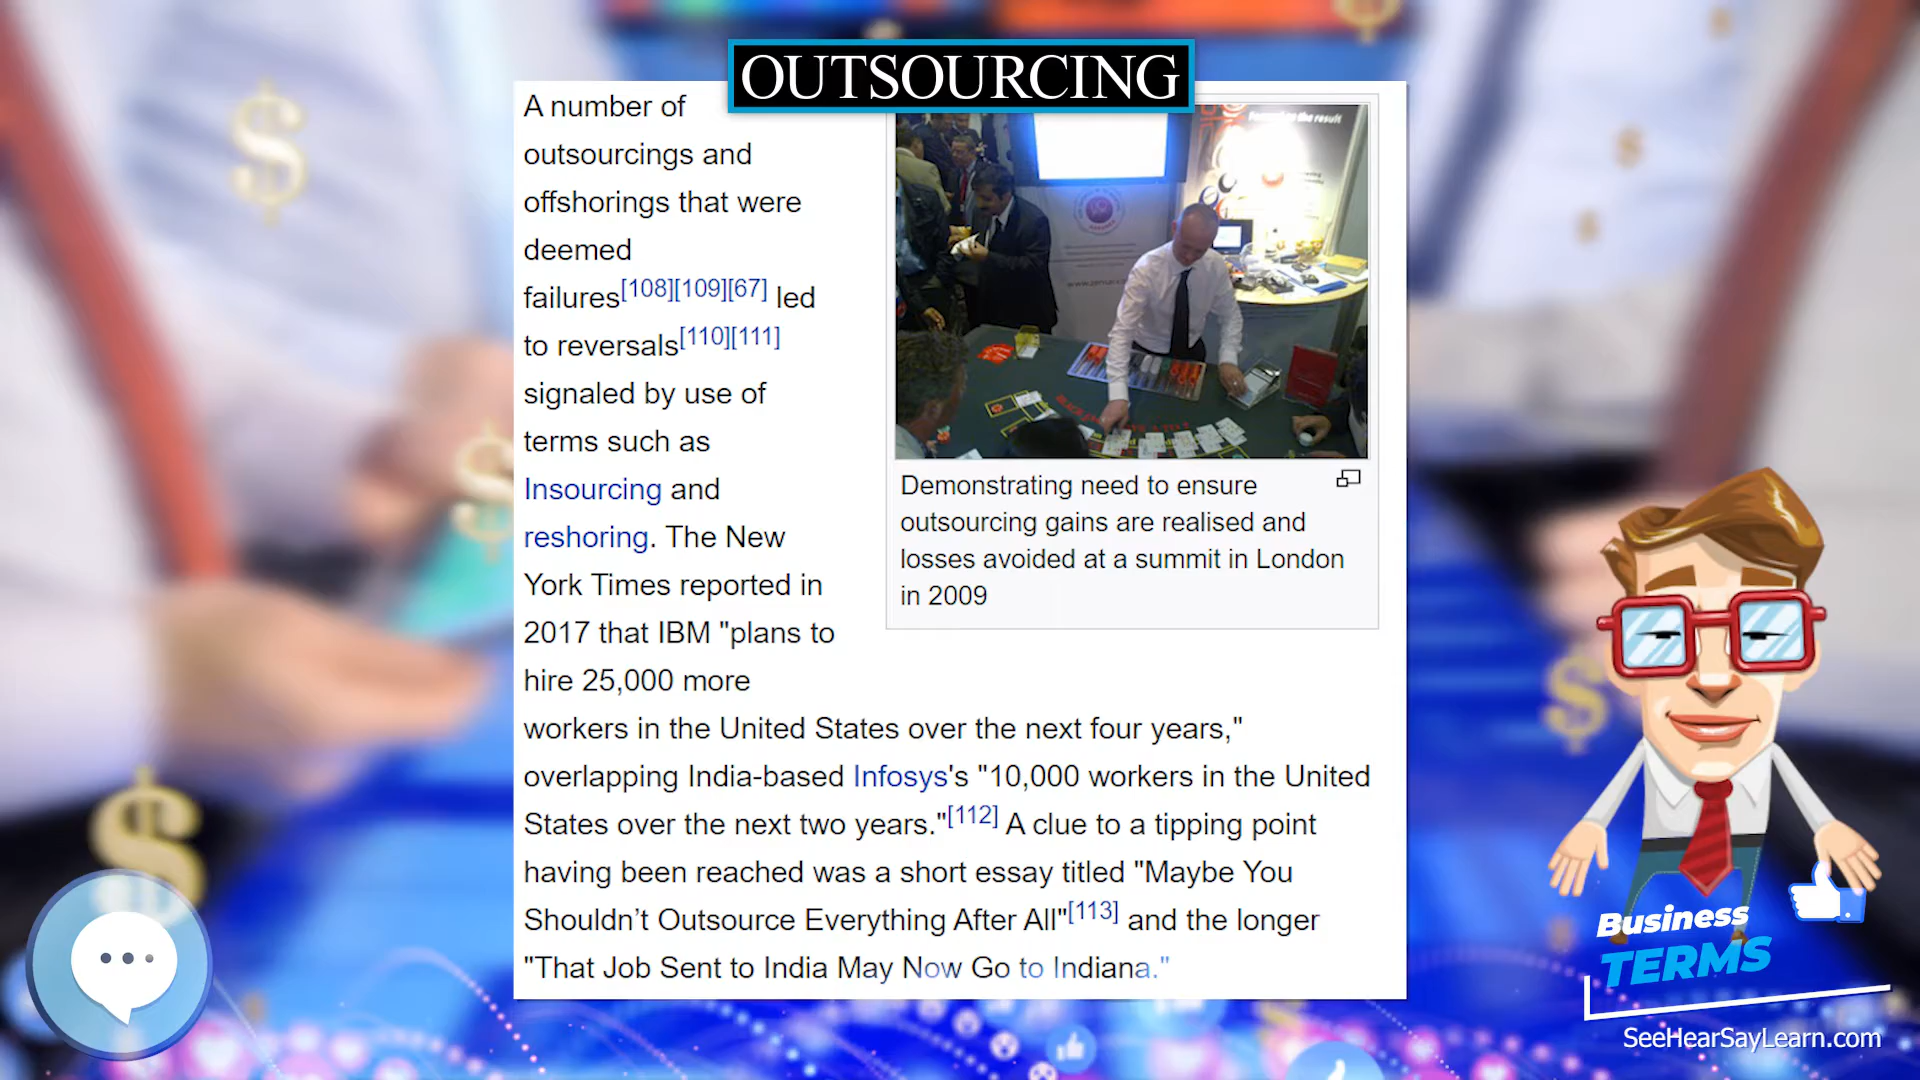 OUTSOURCING
A number of
outsourcings and
offshorings that were
deemed
failures[108][109][67] led
to reversals[110][111]
signaled by use of
terms such as
Insourcing and
reshoring. The New
York Times reported in
2017 that IBM "plans to
hire 25,000 more
workers in the United States over the next four years,"
overlapping India-based Infosys's "10,000 workers in the United
States over the next two years."[112] A clue to a tipping point
having been reached was a short essay titled "Maybe You
Shouldn’t Outsource Everything After All"[113] and the longer
"That Job Sent to India May Now Go to Indiana."
Demonstrating need to ensure
outsourcing gains are realised and
losses avoided at a summit in London
in 2009
Business
TERMS
SeeHearSayLearn.com